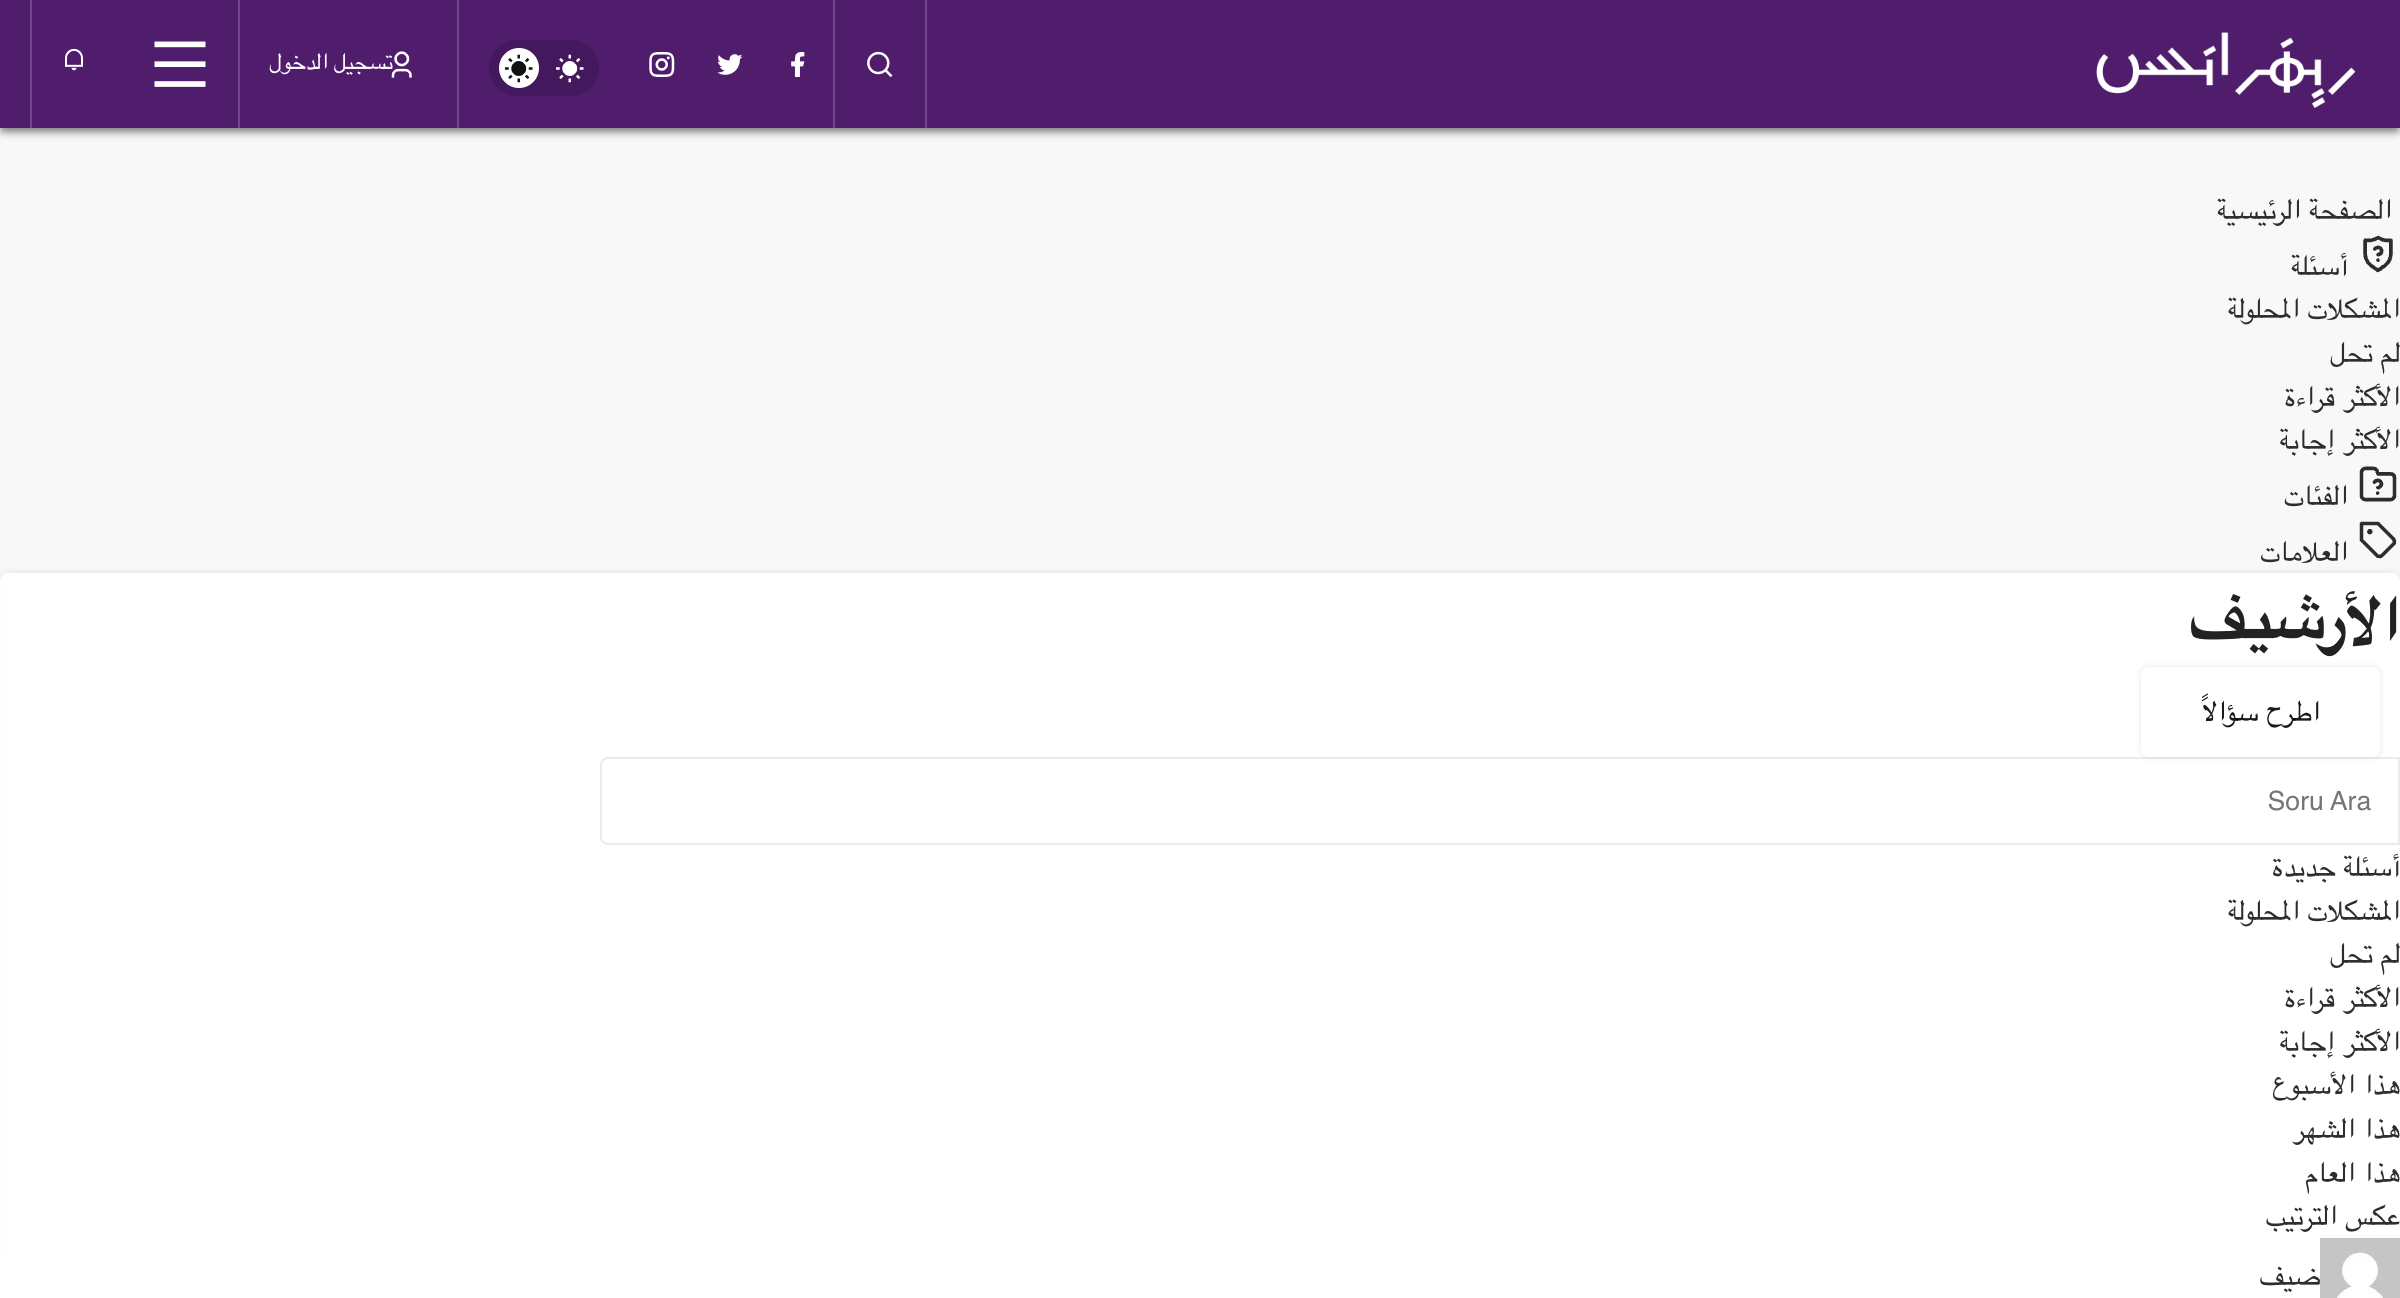 تسجيل الدخول
الصفحة الرئيسية
أسئلة
المشكلات المحلولة
لم تحل
الأكثر قراءة
الأكثر إجابة
الفئات
العلامات
الأرشيف
اطرح سؤالاً
Soru Ara
أسئلة جديدة
المشكلات المحلولة
لم تحل
الأكثر قراءة
الأكثر إجابة
هذا الأسبوع
هذا الشهر
هذا العام
عكس الترتيب
ضيف